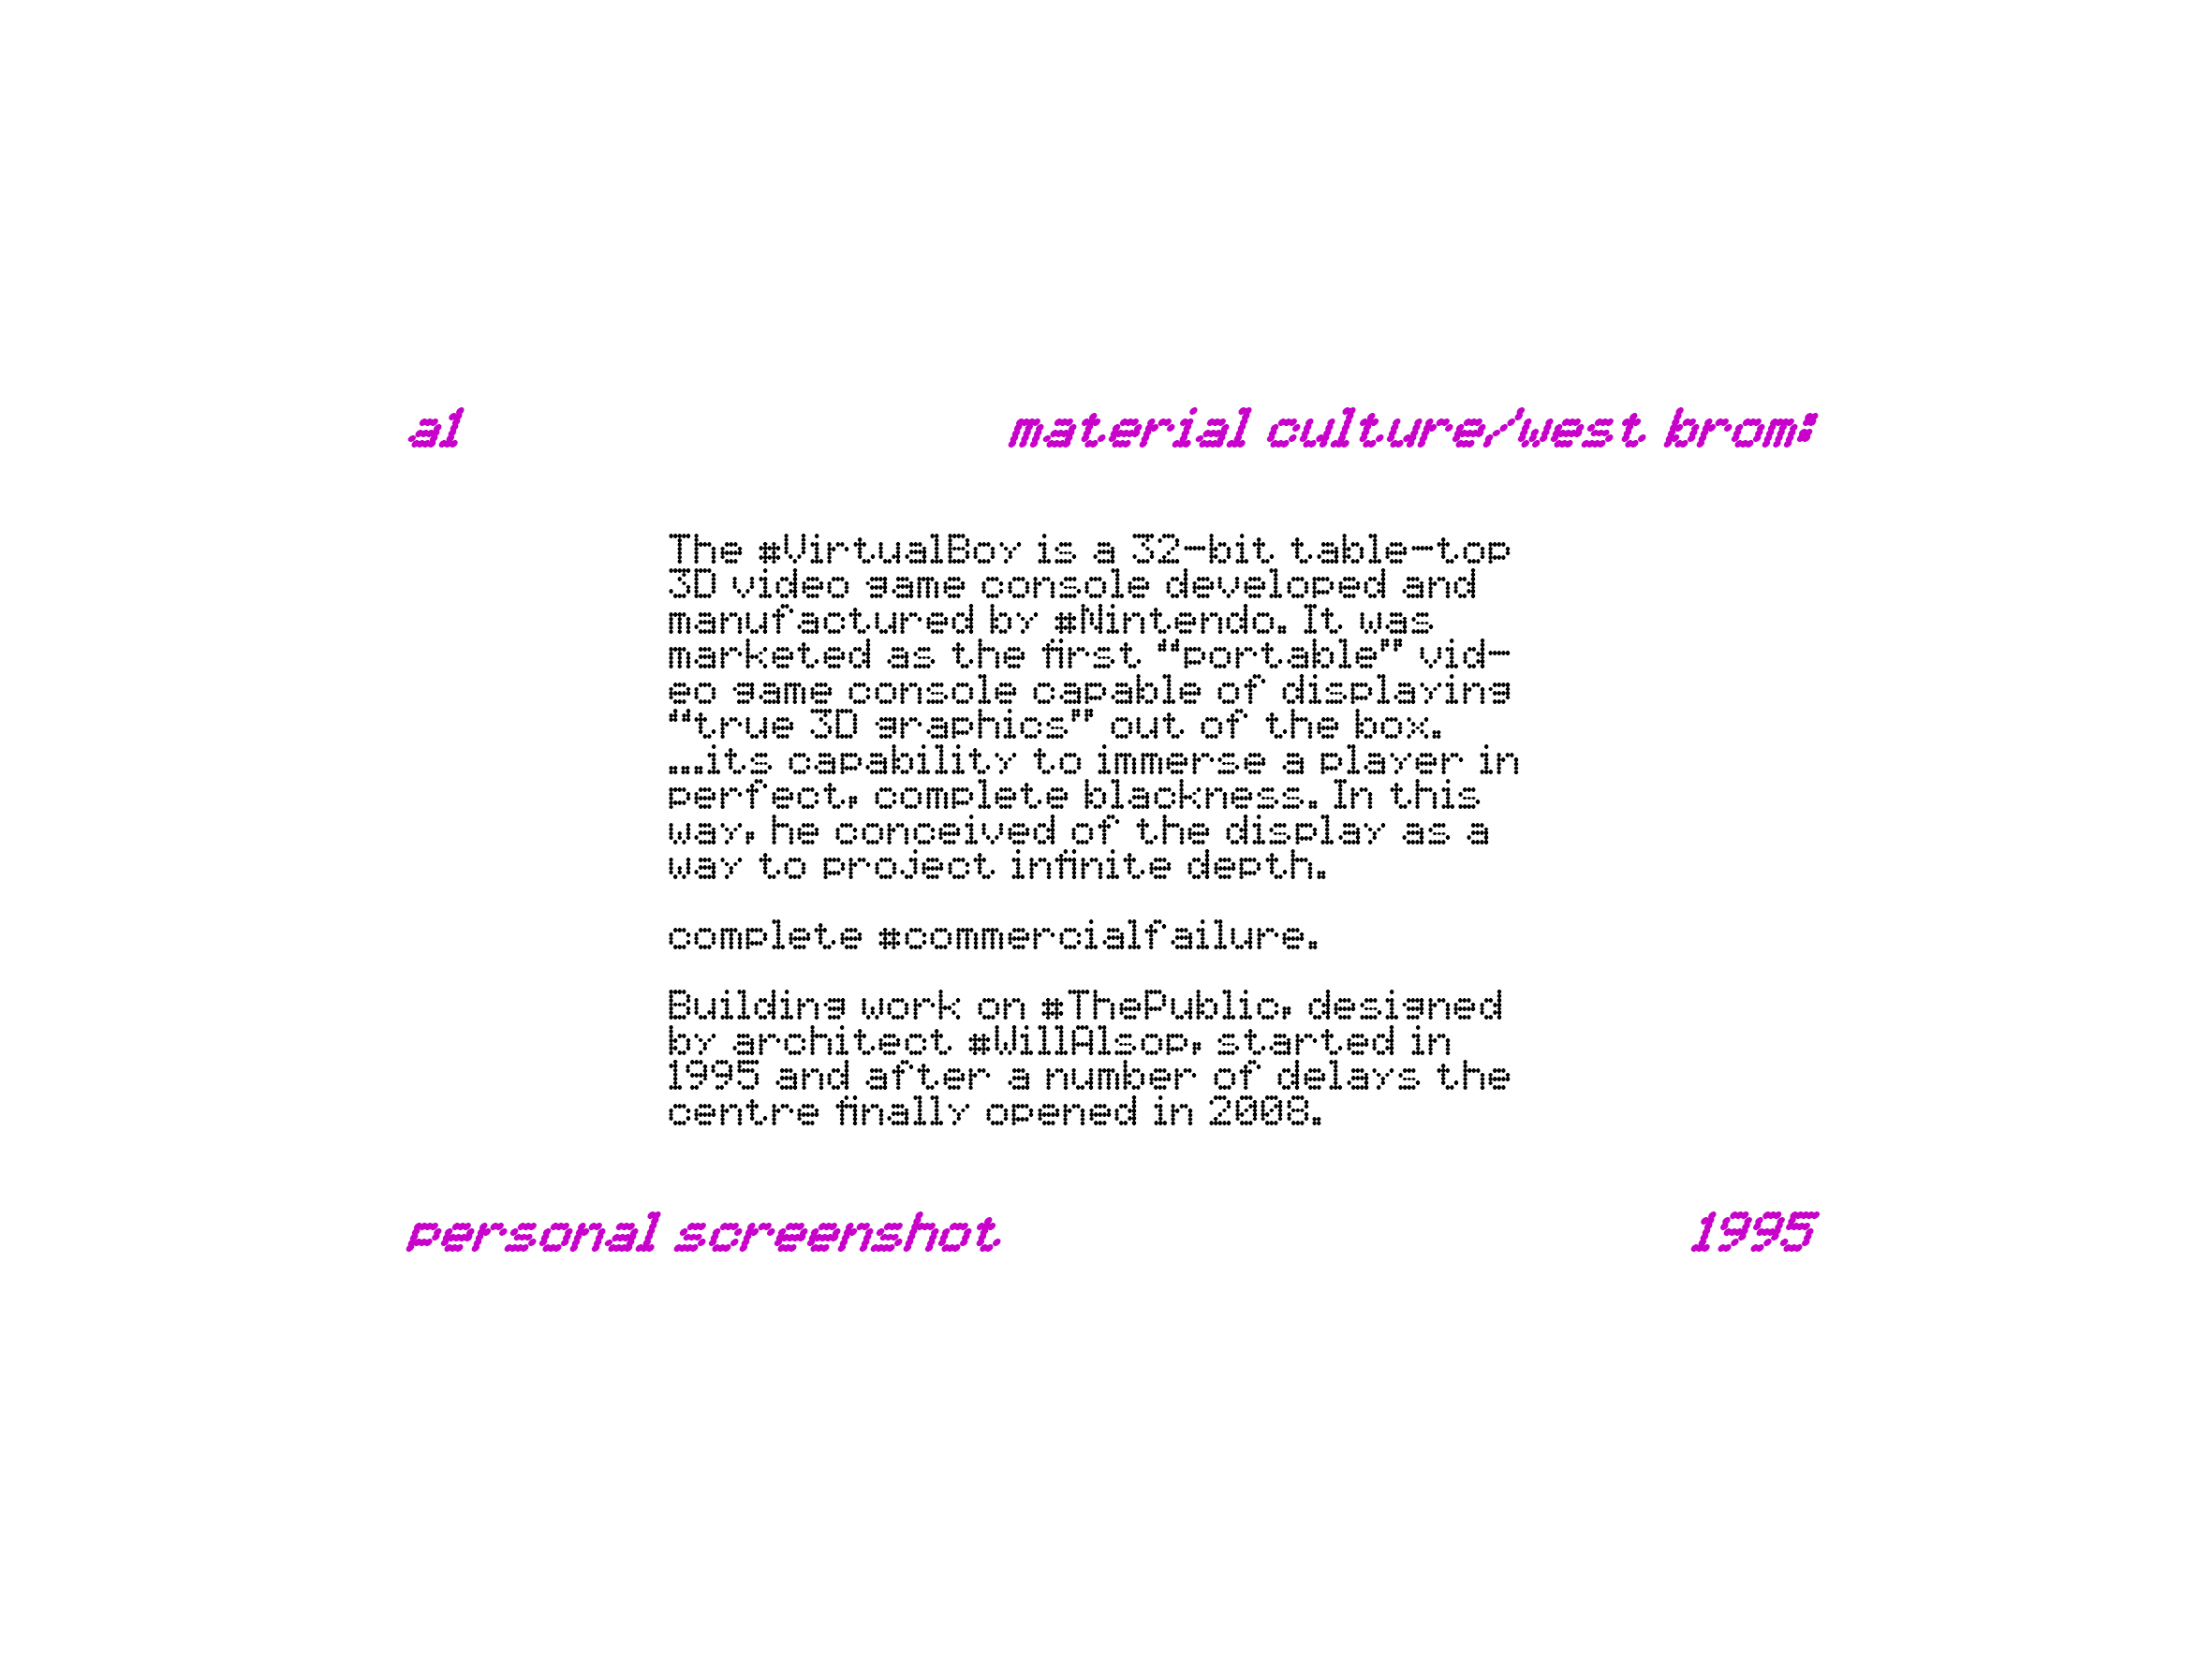 a1
material culture/west brom:
The #VirtualBoy is a 32-bit table-top
3D video game console developed and
manufactured by #Nintendo. It was
marketed as the first “portable” vid-
eo game console capable of displaying
“true 3D graphics” out of the box.
...its capability to immerse a player in
perfect, complete blackness. In this
way, he conceived of the display as a
way to project infinite depth.
complete #commercialfailure.
Building work on #ThePublic, designed
by architect #WillAlsop, started in
1995 and after a number of delays the
centre finally opened in 2008.
personal screenshot
1995